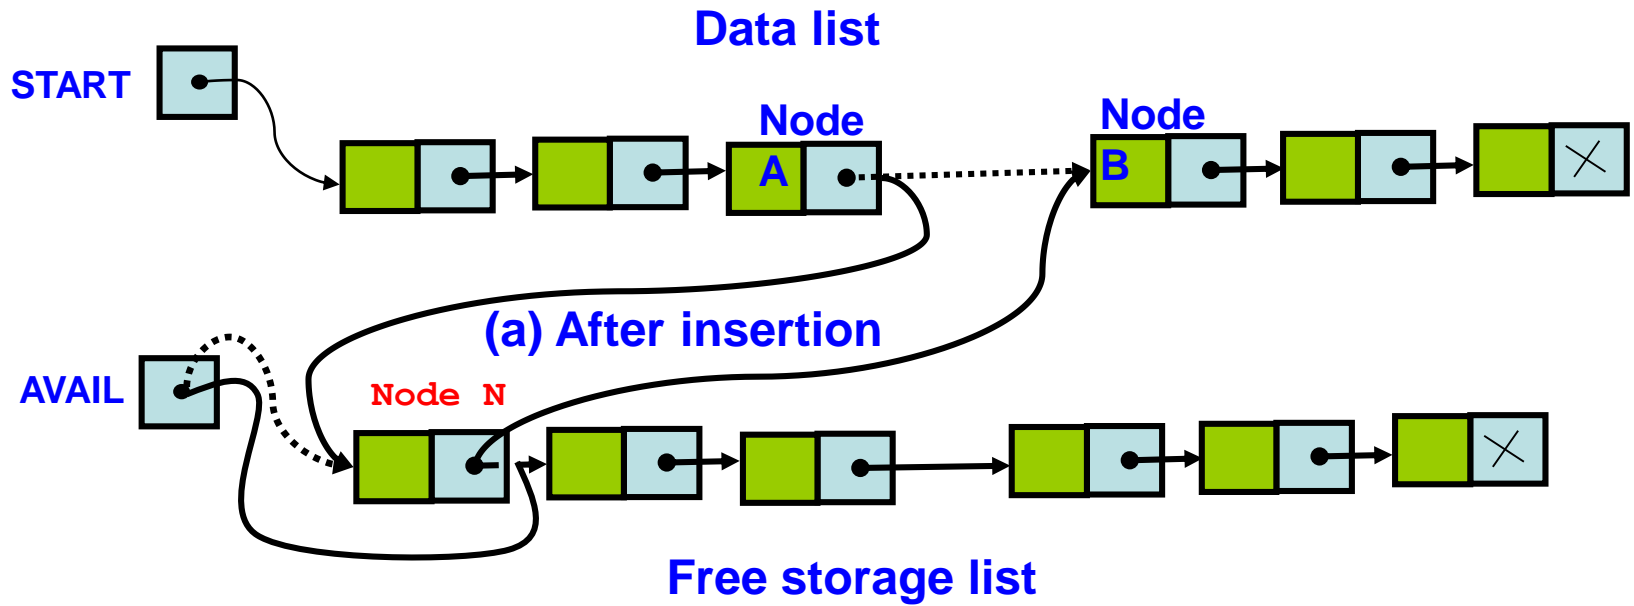 Data list
START
Node
A
Node
B
(a) After insertion
AVAIL
Node N
Free storage list